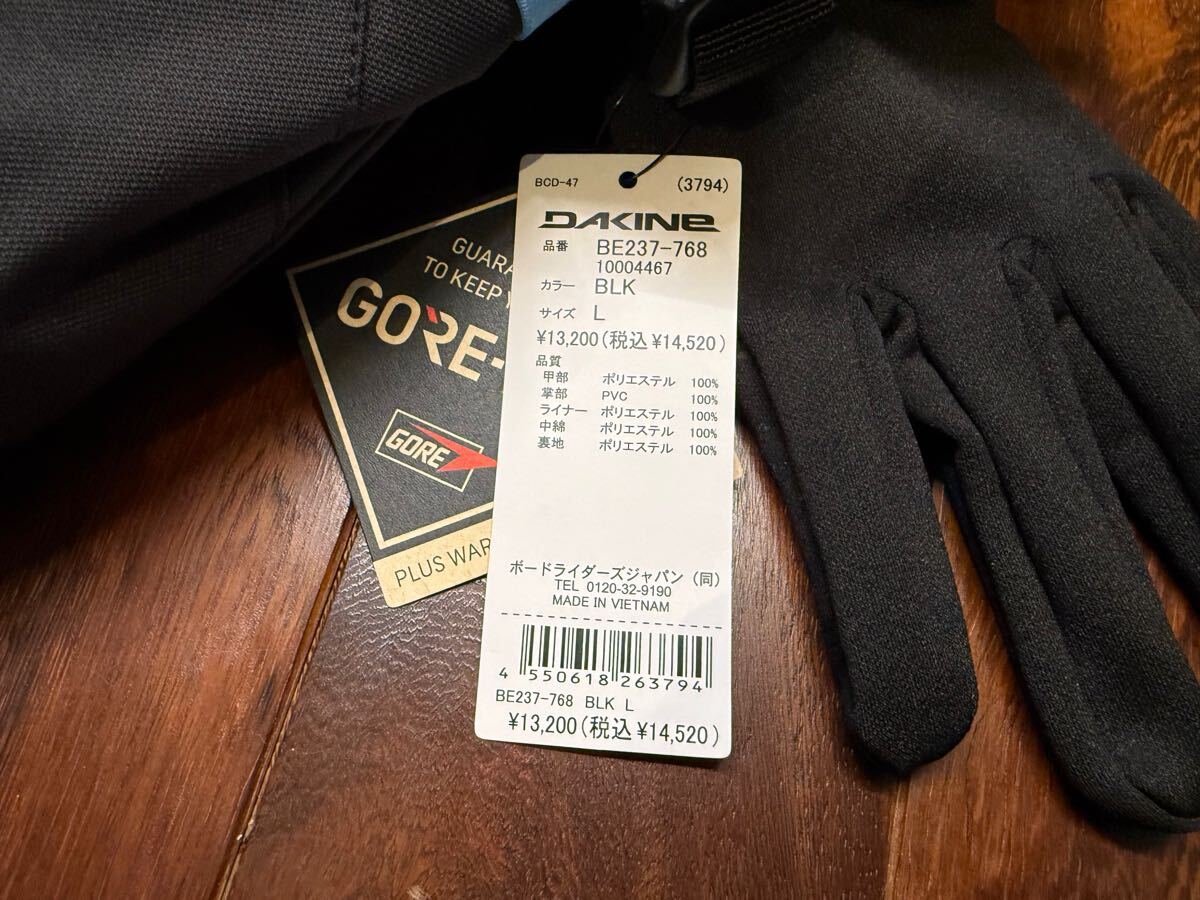 BCD-47 (3794)
DAKINE
品番 BE237-768
10004467
カラー BLK
サイズ L
¥13,200(税込¥14,520)
品質
甲部 ポリエステル 100%
掌部 PVC 100%
ライナー ポリエステル 100%
中綿 ポリエステル 100%
裏地 ポリエステル 100%
ボードライダーズジャパン(同)
TEL 0120-32-9190
MADE IN VIETNAM
4 550618 263794
BE237-768 BLK L
¥13,200(税込¥14,520)
TO KEEP
GORE-
GORE
PLUS